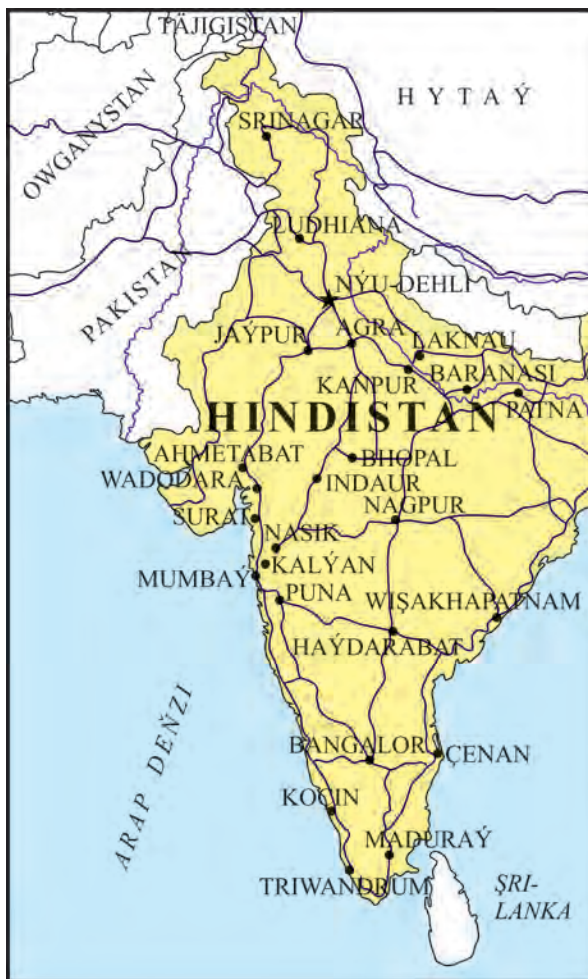 TÄJIGISTAN
HYTAÝ
OWGANYSTAN
SRINAGAR
LUDHIANA
PAKISTAN
NÝU-DEHLI
AGRA
JAÝPUR
LAKNAU
KANPUR
BARANASI
PATNA
HINDISTAN
AHMETABAT
BHOPAL
WADODARA
INDAUR
NAGPUR
SURAT
NASIK
KALÝAN
MUMBAÝ
PUNA
WIŞAKHAPATNAM
HAÝDARABAT
ARAP DEŇZI
BANGALOR
ÇENAN
KOÇIN
MADURAÝ
TRIWANDRUM
ŞRI-
LANKA